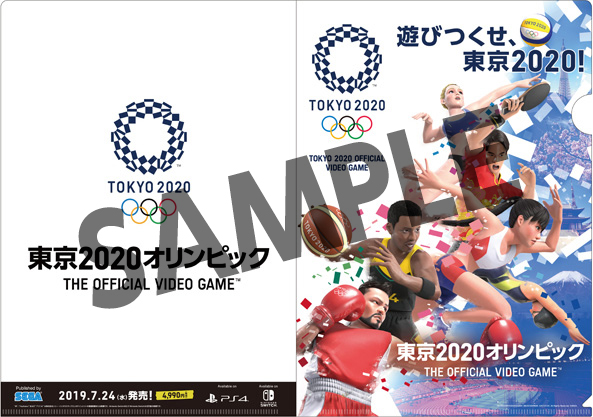 TOKYO 2020
東京2020オリンピック
THE OFFICIAL VIDEO GAME™
Published by
SEGA
2019.7.24(水)発売!
4,990円
Available on
PS4
Available on
NINTENDO
SWITCH
SAMPLE
遊びつくせ、
東京2020!
TOKYO 2020
TOKYO 2020 OFFICIAL
VIDEO GAME
東京2020オリンピック
THE OFFICIAL VIDEO GAME™